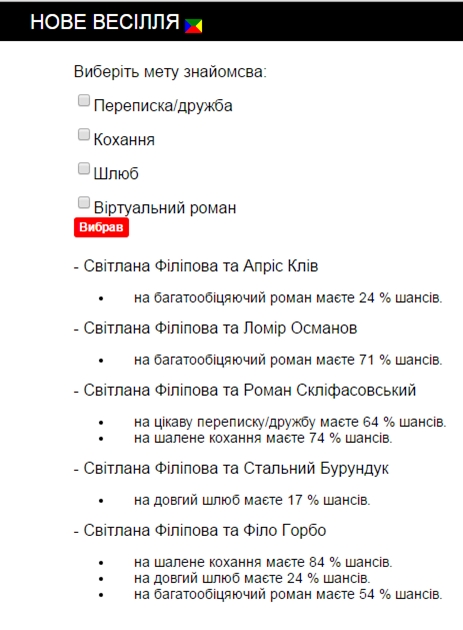 НОВЕ ВЕСІЛЛЯ
Виберіть мету знайомсва:
Переписка/дружба
Кохання
Шлюб
Віртуальний роман
Вибрав
- Світлана Філіпова та Апріс Клів
• на багатообіцяючий роман маєте 24 % шансів.
- Світлана Філіпова та Ломір Османов
• на багатообіцяючий роман маєте 71 % шансів.
- Світлана Філіпова та Роман Скліфасовський
• на цікаву переписку/дружбу маєте 64 % шансів.
• на шалене кохання маєте 74 % шансів.
- Світлана Філіпова та Стальний Бурундук
• на довгий шлюб маєте 17 % шансів.
- Світлана Філіпова та Філо Горбо
• на шалене кохання маєте 84 % шансів.
• на довгий шлюб маєте 24 % шансів.
• на багатообіцяючий роман маєте 54 % шансів.